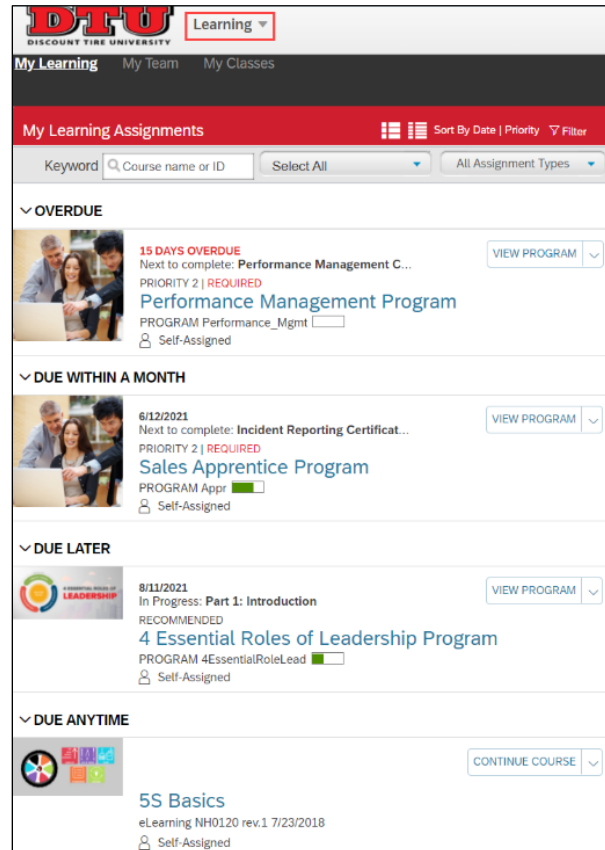 DTU
DISCOUNT TIRE UNIVERSITY
Learning
My Learning My Team My Classes
My Learning Assignments Sort By Date | Priority Filter
Keyword Course name or ID Select All All Assignment Types
OVERDUE
15 DAYS OVERDUE VIEW PROGRAM
Next to complete: Performance Management C...
PRIORITY 2 | REQUIRED
Performance Management Program
PROGRAM Performance_Mgmt
Self-Assigned
DUE WITHIN A MONTH
6/12/2021 VIEW PROGRAM
Next to complete: Incident Reporting Certificat...
PRIORITY 2 | REQUIRED
Sales Apprentice Program
PROGRAM Appr
Self-Assigned
DUE LATER
4 ESSENTIAL ROLES OF
LEADERSHIP
8/11/2021 VIEW PROGRAM
In Progress: Part 1: Introduction
RECOMMENDED
4 Essential Roles of Leadership Program
PROGRAM 4EssentialRoleLead
Self-Assigned
DUE ANYTIME
CONTINUE COURSE
5S Basics
eLearning NH0120 rev.1 7/23/2018
Self-Assigned